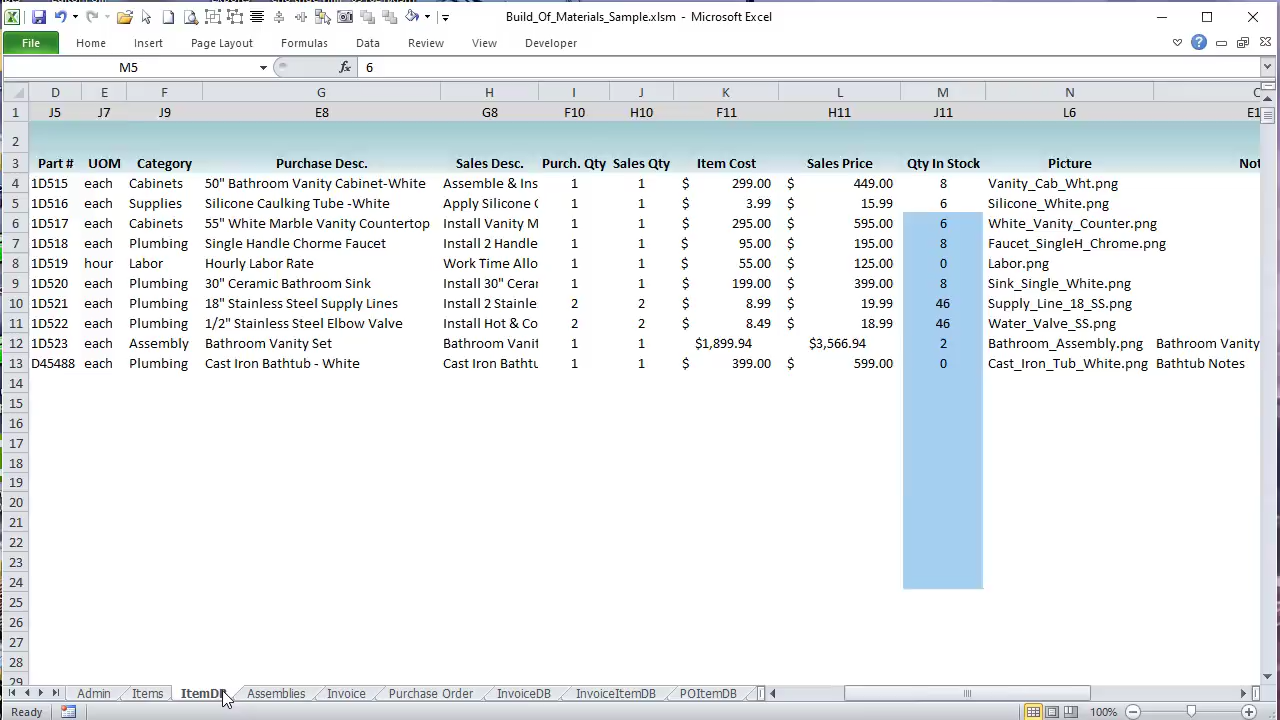 Build_Of_Materials_Sample.xlsm - Microsoft Excel
File Home Insert Page Layout Formulas Data Review View Developer
M5 fx 6
D E F G H I J K L M N
1 J5 J7 J9 E8 G8 F10 H10 F11 H11 J11 L6 E1
2
3 Part # UOM Category Purchase Desc. Sales Desc. Purch. Qty Sales Qty Item Cost Sales Price Qty In Stock Picture Not
4 1D515 each Cabinets 50" Bathroom Vanity Cabinet-White Assemble & Ins 1 1 $ 299.00 $ 449.00 8 Vanity_Cab_Wht.png
5 1D516 each Supplies Silicone Caulking Tube -White Apply Silicone C 1 1 $ 3.99 $ 15.99 6 Silicone_White.png
6 1D517 each Cabinets 55" White Marble Vanity Countertop Install Vanity M 1 1 $ 295.00 $ 595.00 6 White_Vanity_Counter.png
7 1D518 each Plumbing Single Handle Chorme Faucet Install 2 Handle 1 1 $ 95.00 $ 195.00 8 Faucet_SingleH_Chrome.png
8 1D519 hour Labor Hourly Labor Rate Work Time Allo 1 1 $ 55.00 $ 125.00 0 Labor.png
9 1D520 each Plumbing 30" Ceramic Bathroom Sink Install 30" Cerar 1 1 $ 199.00 $ 399.00 8 Sink_Single_White.png
10 1D521 each Plumbing 18" Stainless Steel Supply Lines Install 2 Stainle 2 2 $ 8.99 $ 19.99 46 Supply_Line_18_SS.png
11 1D522 each Plumbing 1/2" Stainless Steel Elbow Valve Install Hot & Co 2 2 $ 8.49 $ 18.99 46 Water_Valve_SS.png
12 1D523 each Assembly Bathroom Vanity Set Bathroom Vanit 1 1 $1,899.94 $3,566.94 2 Bathroom_Assembly.png Bathroom Vanity
13 D45488 each Plumbing Cast Iron Bathtub - White Cast Iron Bathtu 1 1 $ 399.00 $ 599.00 0 Cast_Iron_Tub_White.png Bathtub Notes
14
15
16
17
18
19
20
21
22
23
24
25
26
27
28
Admin Items ItemDB Assemblies Invoice Purchase Order InvoiceDB InvoiceItemDB POItemDB
Ready 100%